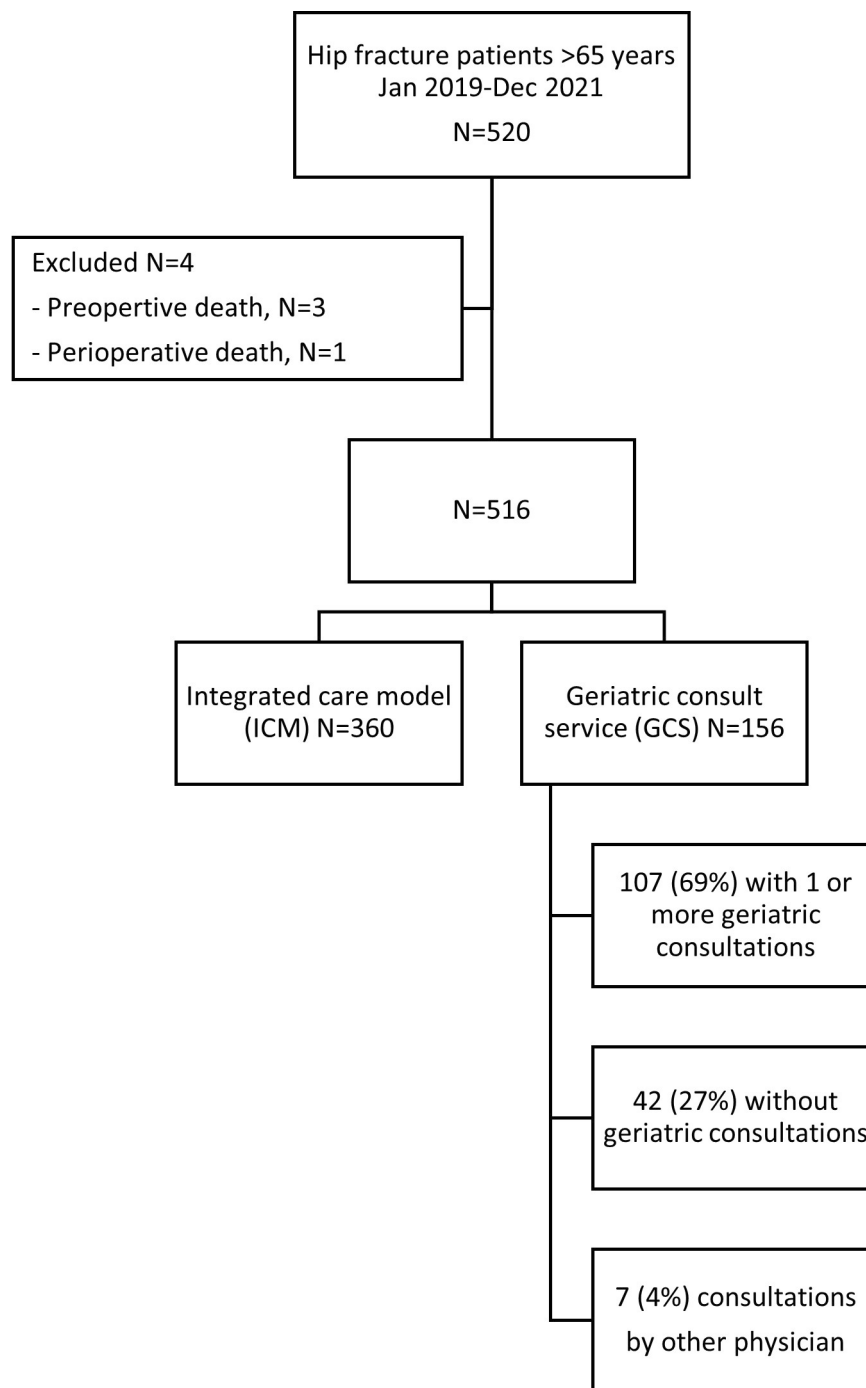 Hip fracture patients >65 years
Jan 2019-Dec 2021
N=520
Excluded N=4
- Preopertive death, N=3
- Perioperative death, N=1
N=516
Integrated care model
(ICM) N=360
Geriatric consult
service (GCS) N=156
107 (69%) with 1 or
more geriatric
consultations
42 (27%) without
geriatric consultations
7 (4%) consultations
by other physician